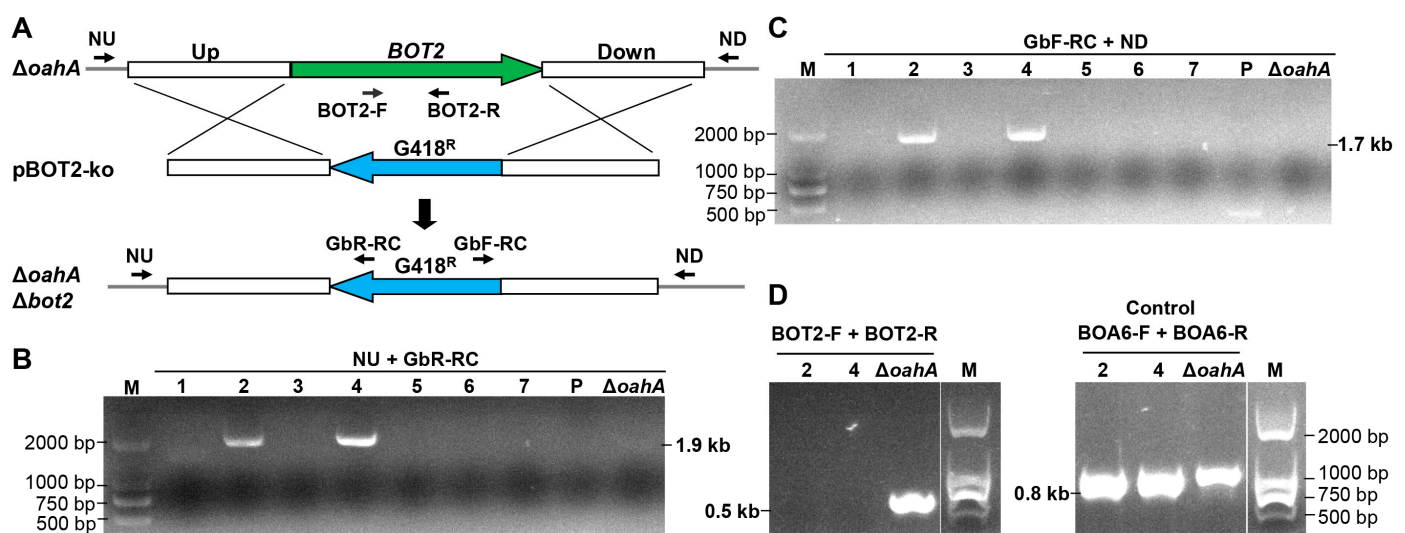 A
NU
Up
BOT2
Down
ND
ΔoahA
BOT2-F
BOT2-R
G418R
pBOT2-ko
GbR-RC
GbF-RC
NU
G418R
ND
ΔoahA
Δbot2
B
NU + GbR-RC
M 1 2 3 4 5 6 7 P ΔoahA
2000 bp
1.9 kb
1000 bp
750 bp
500 bp
C
GbF-RC + ND
M 1 2 3 4 5 6 7 P ΔoahA
2000 bp
1.7 kb
1000 bp
750 bp
500 bp
D
BOT2-F + BOT2-R
2 4 ΔoahA M
0.5 kb
Control
BOA6-F + BOA6-R
2 4 ΔoahA M
2000 bp
1000 bp
0.8 kb
750 bp
500 bp